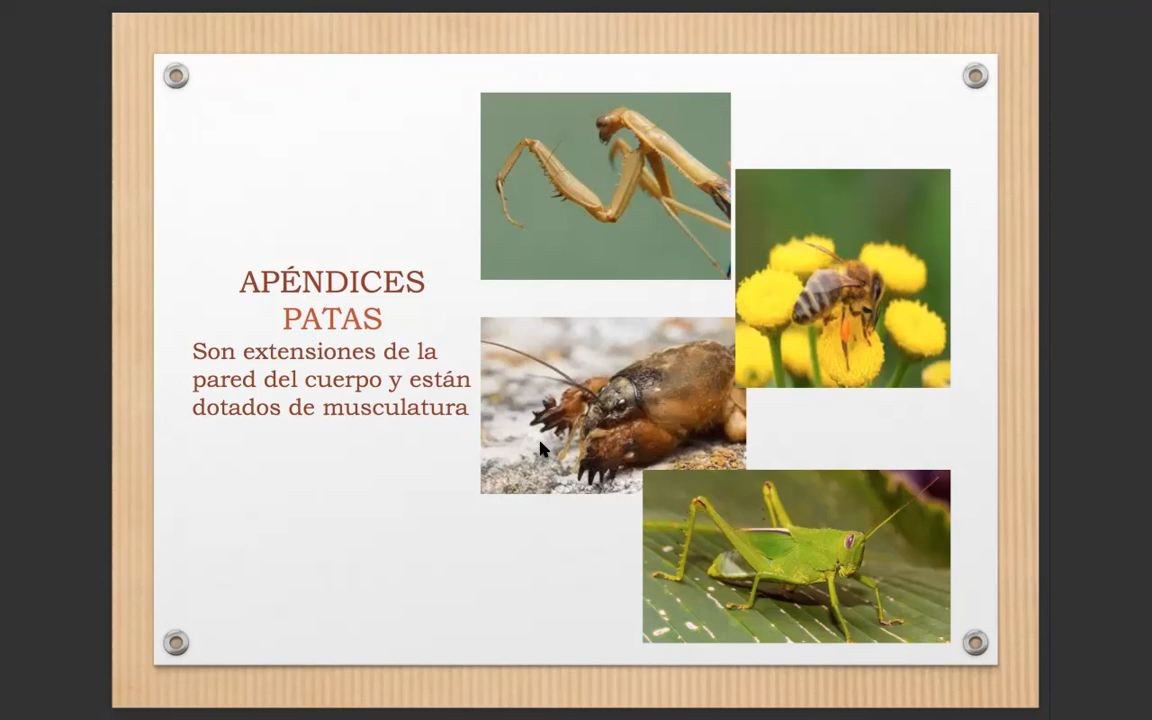 APÉNDICES
PATAS
Son extensiones de la
pared del cuerpo y están
dotados de musculatura